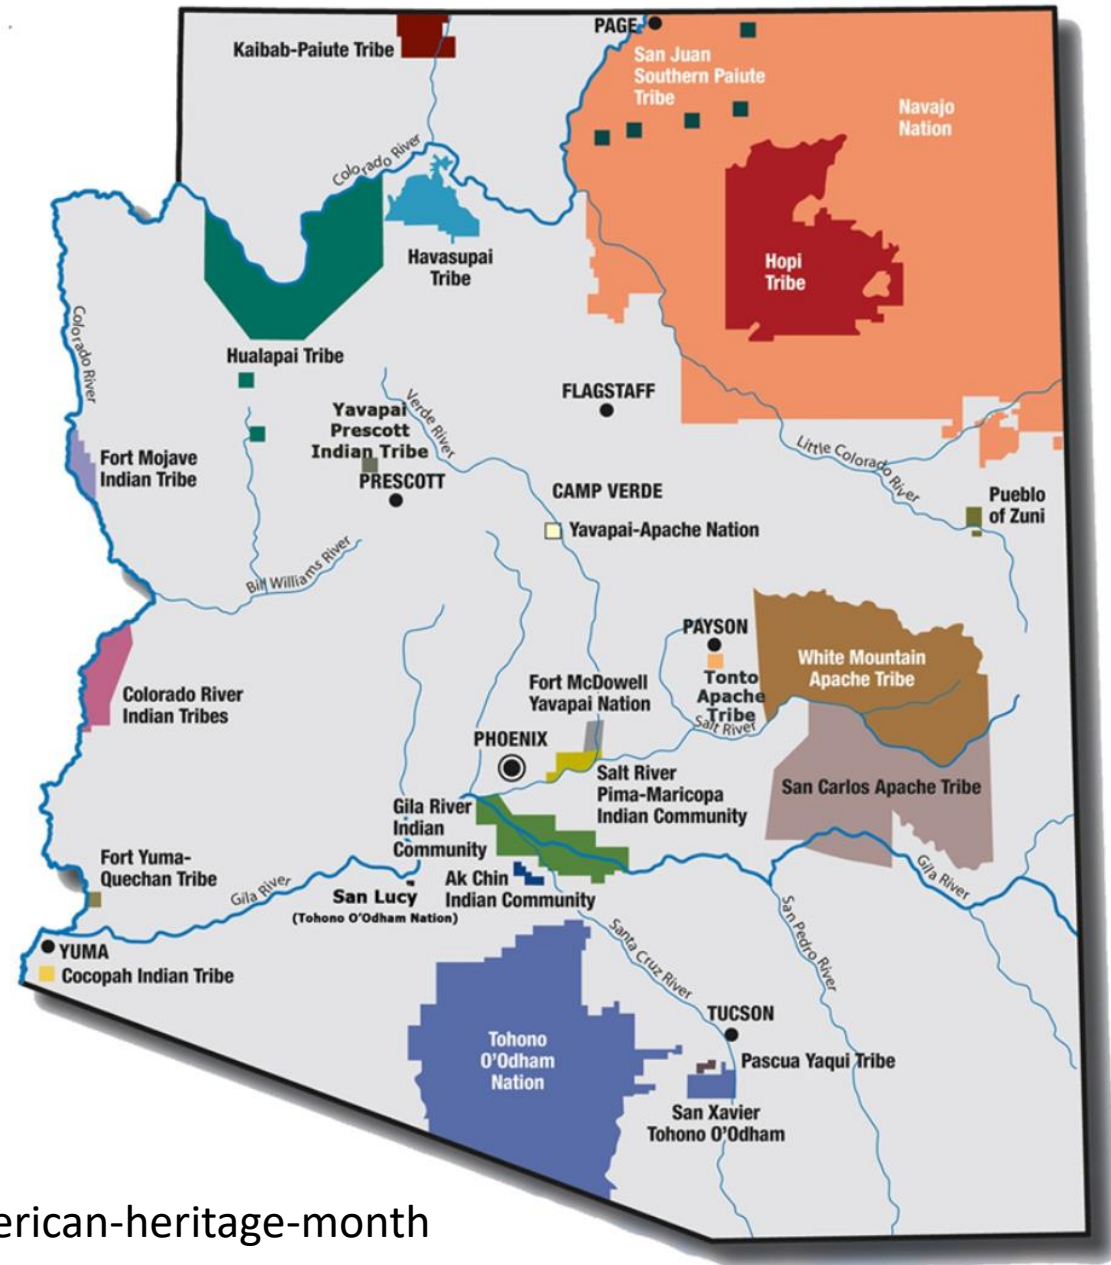 Kaibab-Paiute Tribe
PAGE
San Juan
Southern Paiute
Tribe
Navajo
Nation
Colorado River
Havasupai
Tribe
Hopi
Tribe
Colorado River
Hualapai Tribe
FLAGSTAFF
Yavapai
Prescott
Indian Tribe
PRESCOTT
Verde River
Little Colorado River
Fort Mojave
Indian Tribe
CAMP VERDE
Yavapai-Apache Nation
Pueblo
of Zuni
Bill Williams River
PAYSON
Tonto
Apache
Tribe
White Mountain
Apache Tribe
Colorado River
Indian Tribes
Fort McDowell
Yavapai Nation
Salt River
PHOENIX
Salt River
Pima-Maricopa
Indian Community
San Carlos Apache Tribe
Gila River
Indian
Community
Fort Yuma-
Quechan Tribe
Gila River
Ak Chin
Indian Community
San Lucy
(Tohono O'Odham Nation)
Gila River
San Pedro River
Santa Cruz River
YUMA
Cocopah Indian Tribe
TUCSON
Tohono
O'Odham
Nation
Pascua Yaqui Tribe
San Xavier
Tohono O'Odham
erican-heritage-month